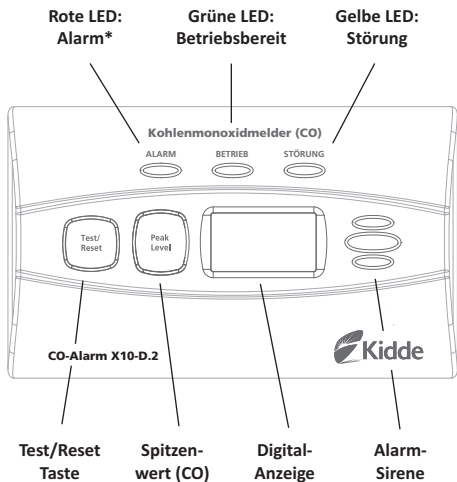 Rote LED:
Alarm*
Grüne LED:
Betriebsbereit
Gelbe LED:
Störung
Kohlenmonoxidmelder (CO)
ALARM
BETRIEB
STÖRUNG
Test/
Reset
Peak
Level
CO-Alarm X10-D.2
Kidde
Test/Reset
Taste
Spitzen-
wert (CO)
Digital-
Anzeige
Alarm-
Sirene